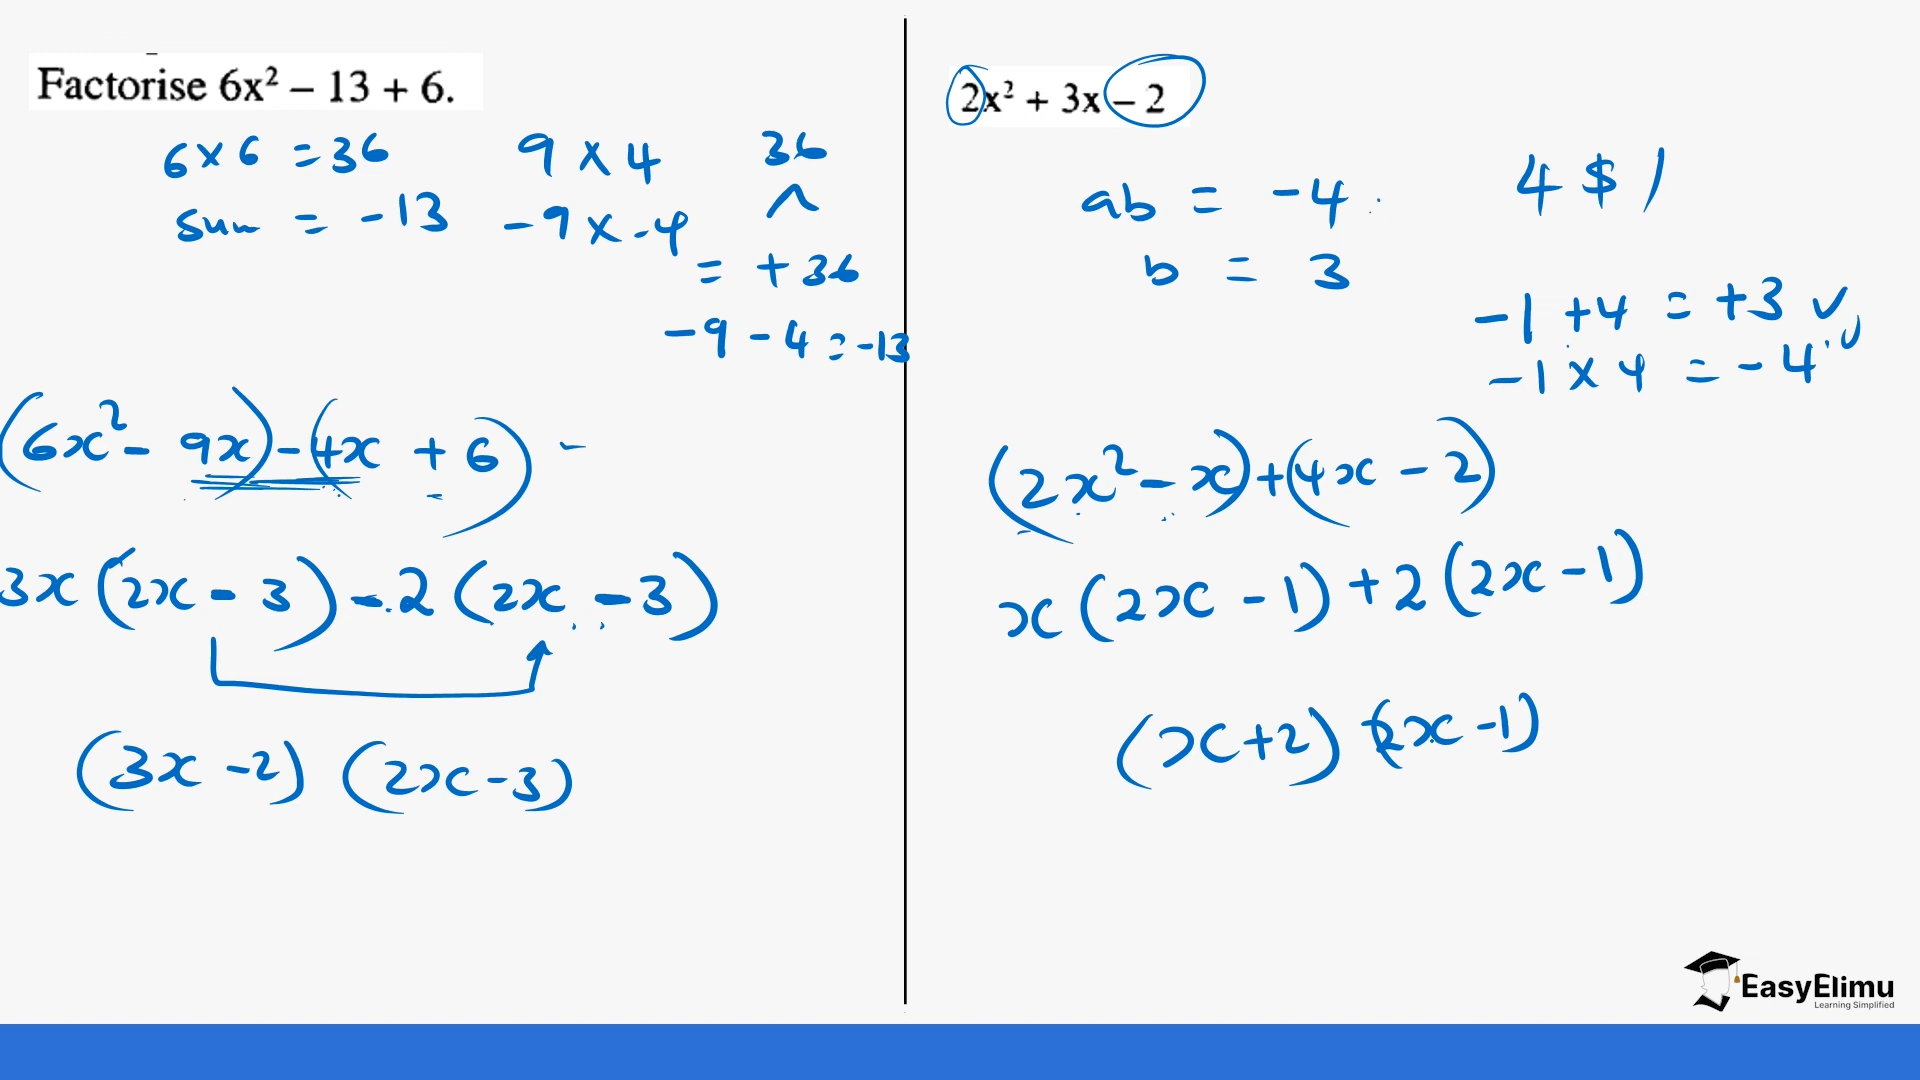 Factorise 6x² – 13 + 6.
6 x 6 = 36
sum = -13
9 x 4
-9 x -4
= +36
36
-9 - 4 = -13
(6x² - 9x) - (4x + 6) -
3x (2x - 3) - 2 (2x - 3)
(3x - 2) (2x - 3)
2x² + 3x – 2
ab = -4
b = 3
4 $ 1
-1 + 4 = +3 ✓
-1 x 4 = -4
(2x² - x) + (4x - 2)
x (2x - 1) + 2 (2x - 1)
(x + 2) (2x - 1)
EasyElimu
Learning Simplified